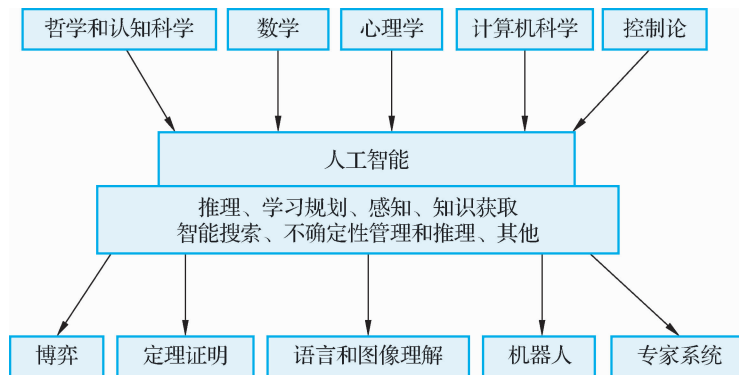 哲学和认知科学
数学
心理学
计算机科学
控制论
人工智能
推理、学习规划、感知、知识获取
智能搜索、不确定性管理和推理、其他
博弈
定理证明
语言和图像理解
机器人
专家系统